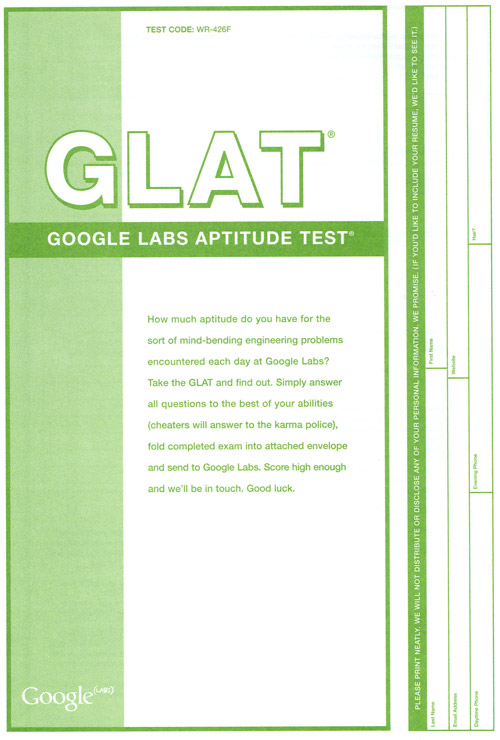 TEST CODE: WR-426F
GLAT®
GOOGLE LABS APTITUDE TEST®
How much aptitude do you have for the
sort of mind-bending engineering problems
encountered each day at Google Labs?
Take the GLAT and find out. Simply answer
all questions to the best of your abilities
(cheaters will answer to the karma police),
fold completed exam into attached envelope
and send to Google Labs. Score high enough
and we'll be in touch. Good luck.
Google (LABS)
PLEASE PRINT NEATLY. WE WILL NOT DISTRIBUTE OR DISCLOSE ANY OF YOUR PERSONAL INFORMATION. WE PROMISE. (IF YOU'D LIKE TO INCLUDE YOUR RESUME, WE'D LIKE TO SEE IT.)
Last Name First Name
Email Address Website
Daytime Phone Evening Phone